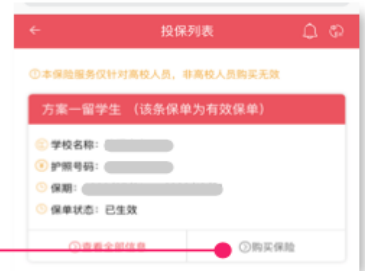 投保列表
本保险服务仅针对高校人员，非高校人员购买无效
方案一留学生（该条保单为有效保单）
学校名称：
护照号码：
保期：
保单状态：已生效
查看全部信息
购买保险